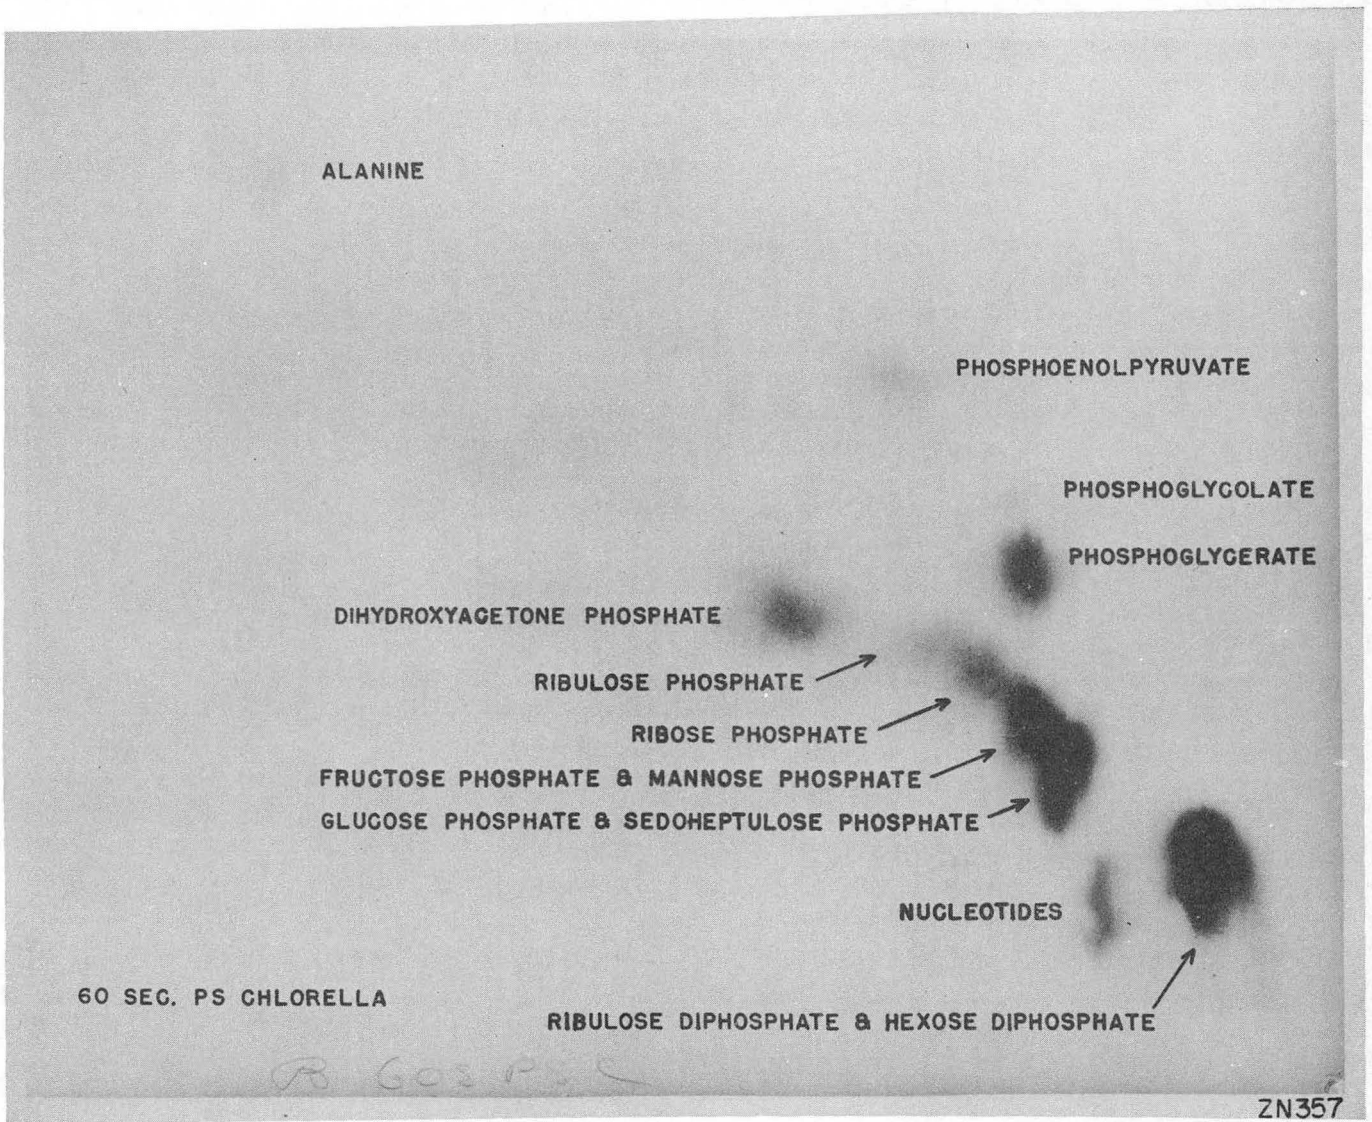 ALANINE
PHOSPHOENOLPYRUVATE
PHOSPHOGLYCOLATE
PHOSPHOGLYCERATE
DIHYDROXYACETONE PHOSPHATE
RIBULOSE PHOSPHATE
RIBOSE PHOSPHATE
FRUCTOSE PHOSPHATE & MANNOSE PHOSPHATE
GLUCOSE PHOSPHATE & SEDOHEPTULOSE PHOSPHATE
NUCLEOTIDES
60 SEC. PS CHLORELLA
RIBULOSE DIPHOSPHATE & HEXOSE DIPHOSPHATE
ZN357